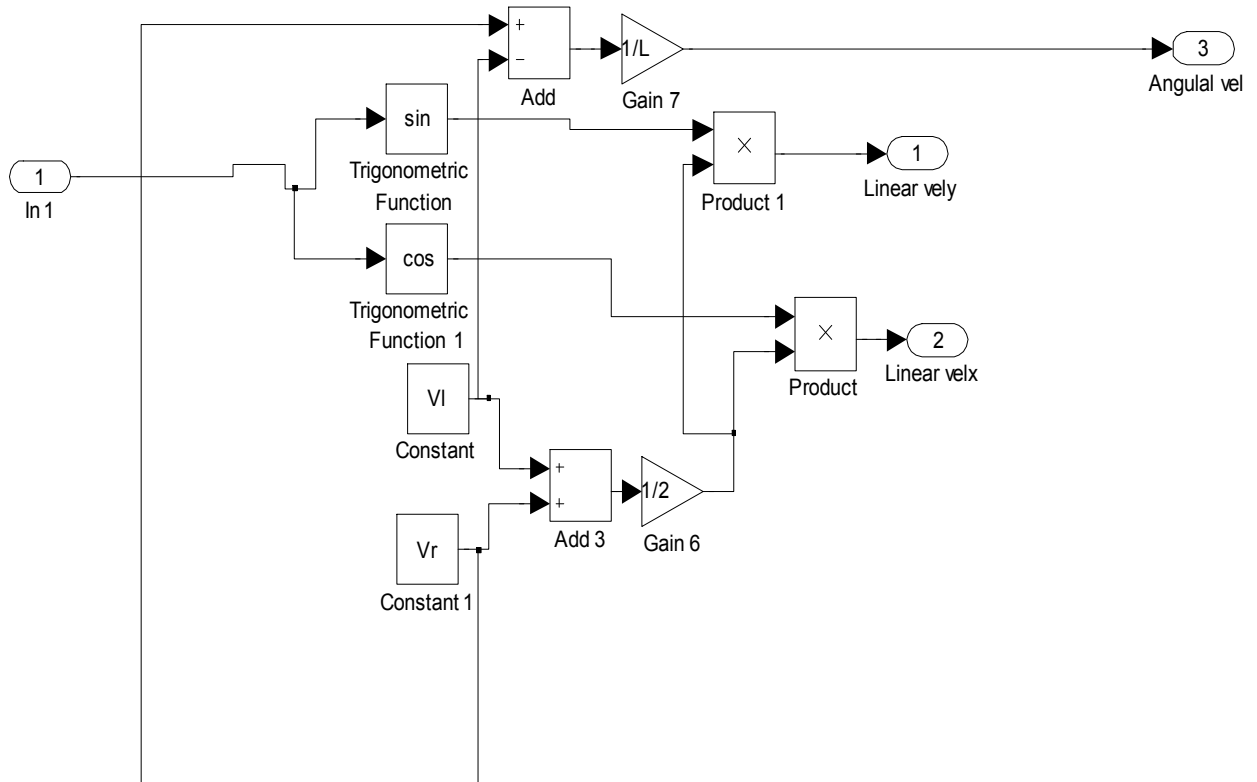 +
−
Add
1/L
Gain 7
3
Angulal vel
sin
Trigonometric
Function
×
Product 1
1
Linear vely
1
In 1
cos
Trigonometric
Function 1
×
Product
2
Linear velx
Vl
Constant
+
+
Add 3
1/2
Gain 6
Vr
Constant 1